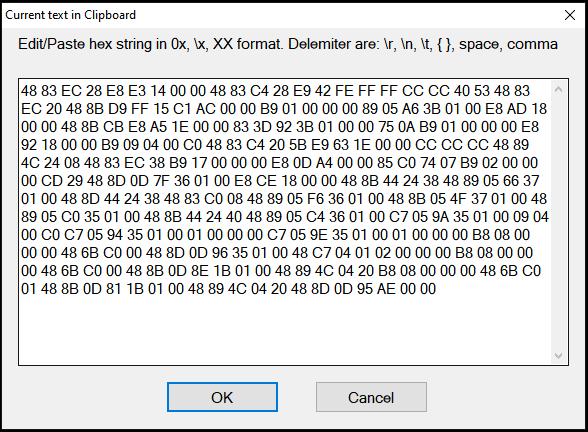 Current text in Clipboard
Edit/Paste hex string in 0x, \x, XX format. Delemiter are: \r, \n, \t, { }, space, comma
48 83 EC 28 E8 E3 14 00 00 48 83 C4 28 E9 42 FE FF FF CC CC 40 53 48 83
EC 20 48 8B D9 FF 15 C1 AC 00 00 B9 01 00 00 00 89 05 A6 3B 01 00 E8 AD 18
00 00 48 8B CB E8 A5 1E 00 00 83 3D 92 3B 01 00 00 75 0A B9 01 00 00 00 E8
92 18 00 00 B9 09 04 00 C0 48 83 C4 20 5B E9 63 1E 00 00 CC CC CC 48 89
4C 24 08 48 83 EC 38 B9 17 00 00 00 E8 0D A4 00 00 85 C0 74 07 B9 02 00 00
00 CD 29 48 8D 0D 7F 36 01 00 E8 CE 18 00 00 48 8B 44 24 38 48 89 05 66 37
01 00 48 8D 44 24 38 48 83 C0 08 48 89 05 F6 36 01 00 48 8B 05 4F 37 01 00 48
89 05 C0 35 01 00 48 8B 44 24 40 48 89 05 C4 36 01 00 C7 05 9A 35 01 00 09 04
00 C0 C7 05 94 35 01 00 01 00 00 00 C7 05 9E 35 01 00 01 00 00 00 B8 08 00
00 00 48 6B C0 00 48 8D 0D 96 35 01 00 48 C7 04 01 02 00 00 00 B8 08 00 00
00 48 6B C0 00 48 8B 0D 8E 1B 01 00 48 89 4C 04 20 B8 08 00 00 00 48 6B C0
01 48 8B 0D 81 1B 01 00 48 89 4C 04 20 48 8D 0D 95 AE 00 00
OK
Cancel